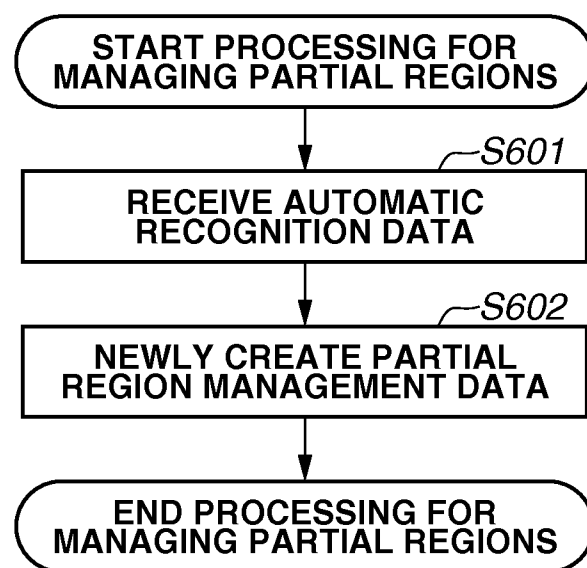 START PROCESSING FOR
MANAGING PARTIAL REGIONS
S601
RECEIVE AUTOMATIC
RECOGNITION DATA
S602
NEWLY CREATE PARTIAL
REGION MANAGEMENT DATA
END PROCESSING FOR
MANAGING PARTIAL REGIONS